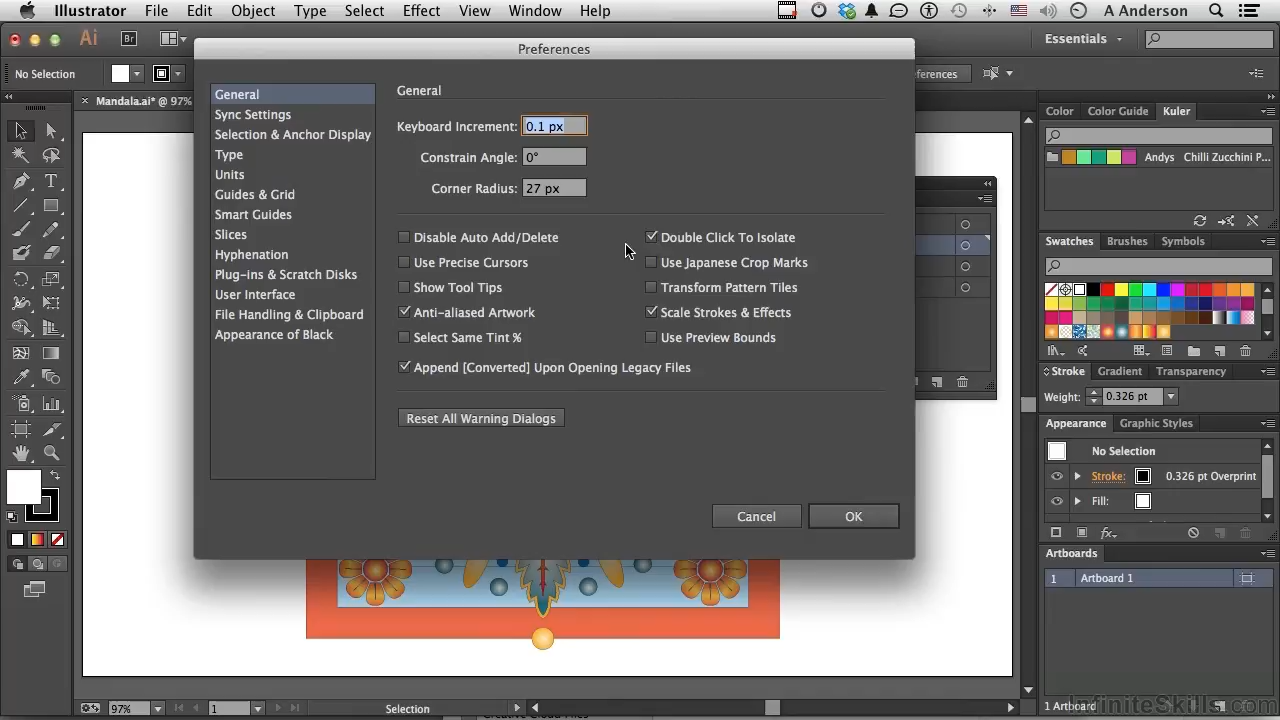 Illustrator File Edit Object Type Select Effect View Window Help A Anderson
Ai Br Essentials
No Selection
Preferences
Mandala.ai* @ 97%
General
Sync Settings
Selection & Anchor Display
Type
Units
Guides & Grid
Smart Guides
Slices
Hyphenation
Plug-ins & Scratch Disks
User Interface
File Handling & Clipboard
Appearance of Black
General
Keyboard Increment: 0.1 px
Constrain Angle: 0°
Corner Radius: 27 px
Disable Auto Add/Delete
Use Precise Cursors
Show Tool Tips
Anti-aliased Artwork
Select Same Tint %
Append [Converted] Upon Opening Legacy Files
Double Click To Isolate
Use Japanese Crop Marks
Transform Pattern Tiles
Scale Strokes & Effects
Use Preview Bounds
Reset All Warning Dialogs
Cancel OK
ferences
Color Color Guide Kuler
Andys Chilli Zucchini P...
Swatches Brushes Symbols
Stroke Gradient Transparency
Weight: 0.326 pt
Appearance Graphic Styles
No Selection
Stroke: 0.326 pt Overprint
Fill:
fx
Artboards
1 Artboard 1
1 Artboard
97% 1 Selection
InfiniteSkills.com